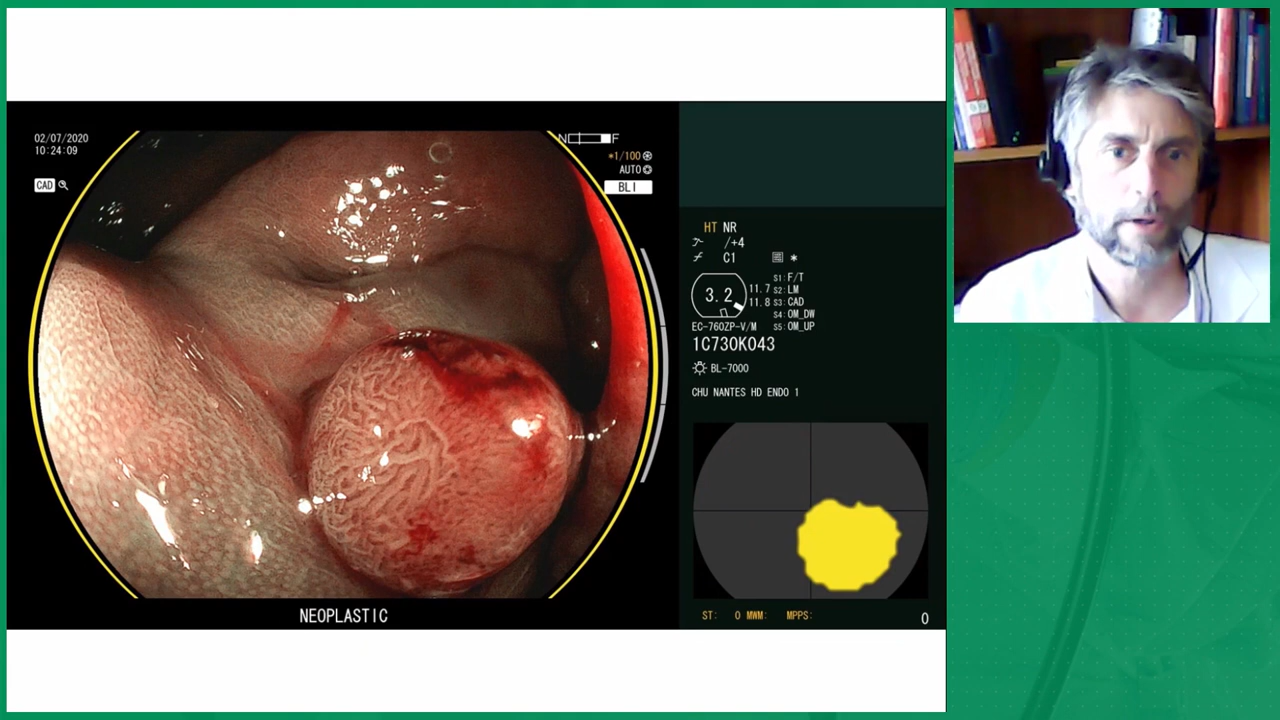 02/07/2020
10:24:09
CAD
N F
*1/100
AUTO
BLI
NEOPLASTIC
HT NR
/+4
C1 *
3.2
11.7
11.8
S1:F/T
S2:LM
S3:CAD
S4:OM_DW
S5:OM_UP
EC-760ZP-V/M
1C730K043
BL-7000
CHU NANTES HD ENDO 1
ST: 0 MWM: MPPS:
0